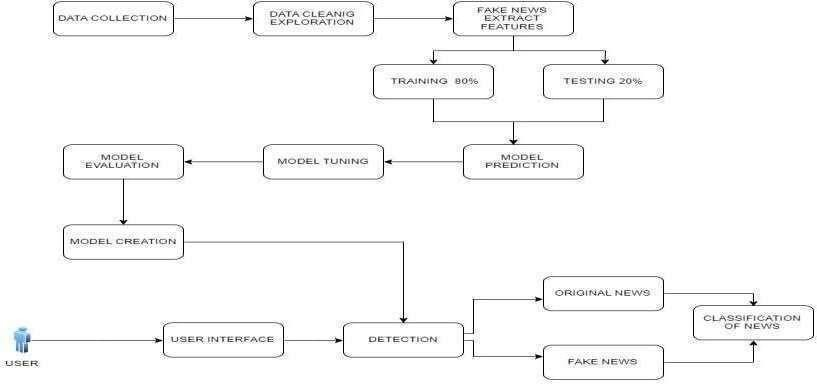 DATA COLLECTION
DATA CLEANIG
EXPLORATION
FAKE NEWS
EXTRACT
FEATURES
TRAINING 80%
TESTING 20%
MODEL
EVALUATION
MODEL TUNING
MODEL
PREDICTION
MODEL CREATION
ORIGINAL NEWS
CLASSIFICATION
OF NEWS
USER INTERFACE
DETECTION
FAKE NEWS
USER